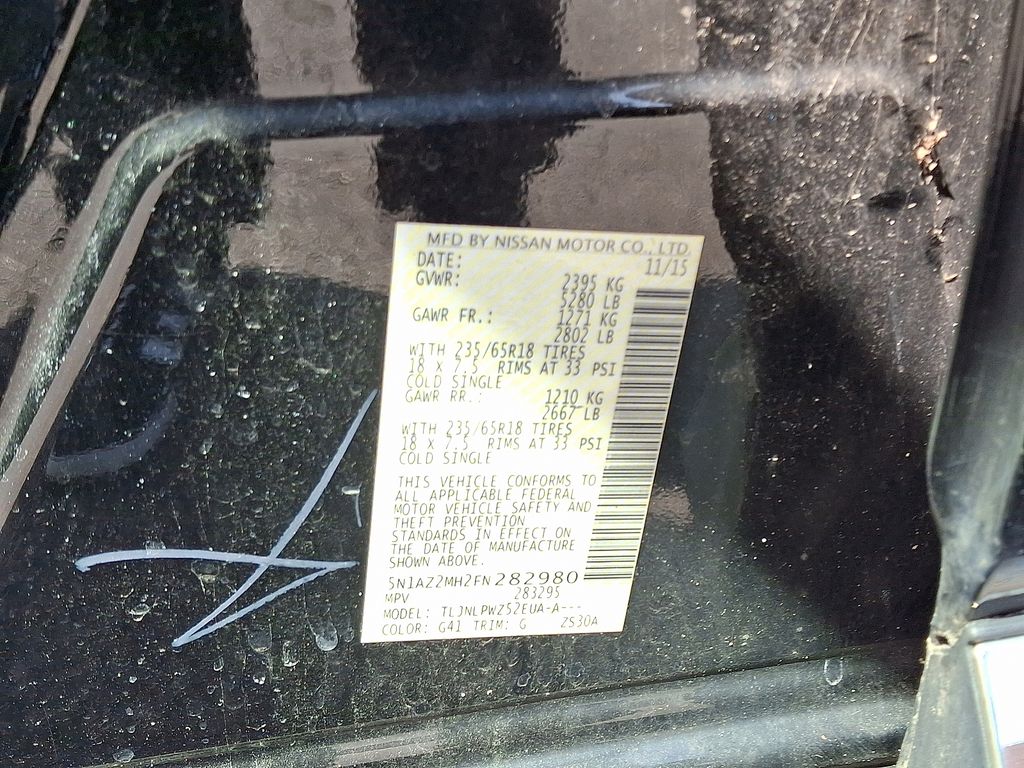 MFD BY NISSAN MOTOR CO., LTD.
DATE: 11/15
GVWR: 2395 KG
5280 LB
GAWR FR.: 1271 KG
2802 LB
WITH 235/65R18 TIRES
18 X 7.5 RIMS AT 33 PSI
COLD SINGLE
GAWR RR.: 1210 KG
2667 LB
WITH 235/65R18 TIRES
18 X 7.5 RIMS AT 33 PSI
COLD SINGLE
THIS VEHICLE CONFORMS TO
ALL APPLICABLE FEDERAL
MOTOR VEHICLE SAFETY AND
THEFT PREVENTION
STANDARDS IN EFFECT ON
THE DATE OF MANUFACTURE
SHOWN ABOVE.
5N1AZ2MH2FN282980
MPV 283295
MODEL: TLJNLPWZ52EUA-A---
COLOR: G41 TRIM: G ZS30A